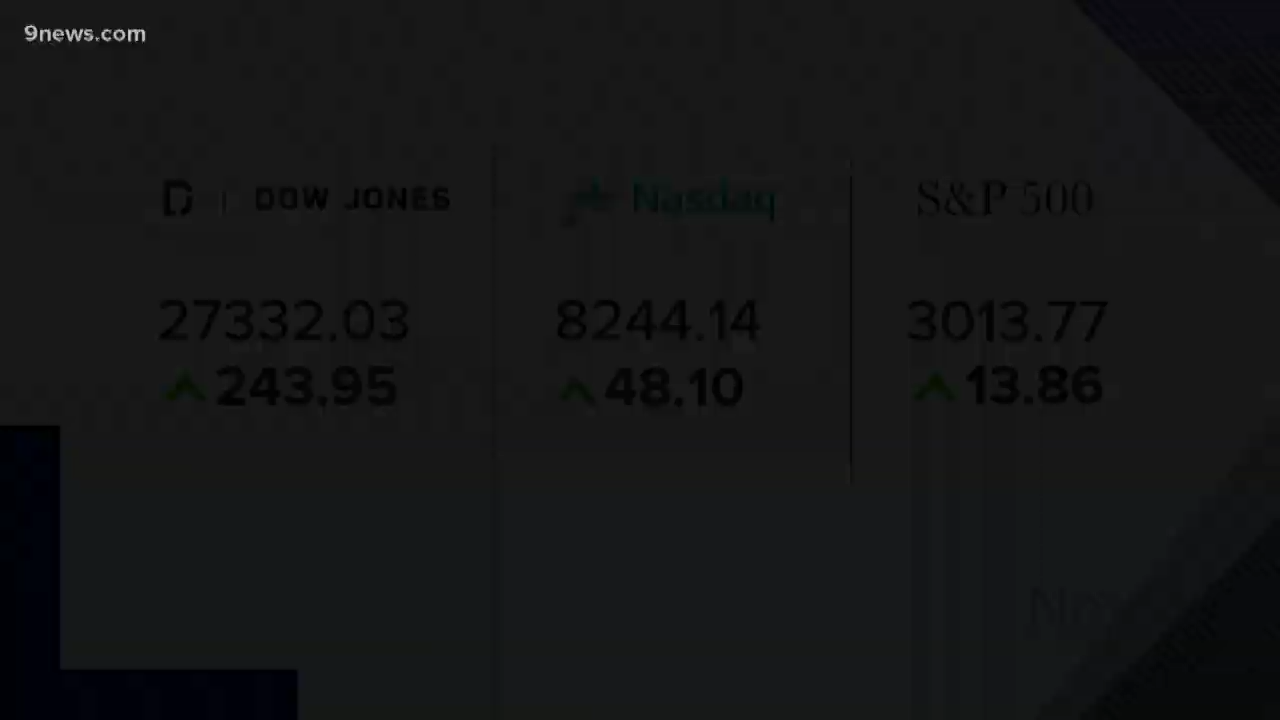 9news.com
D | DOW JONES
Nasdaq
S&P 500
27332.03
8244.14
3013.77
243.95
48.10
13.86